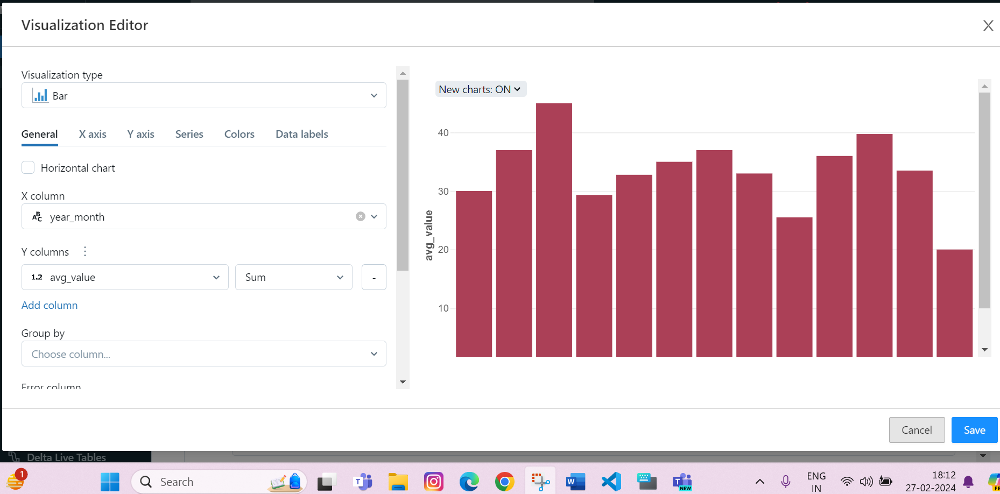 Visualization Editor
X
Visualization type
Bar
General X axis Y axis Series Colors Data labels
Horizontal chart
X column
ABC year_month
Y columns
1.2 avg_value Sum -
Add column
Group by
Choose column...
Error column
New charts: ON
avg_value
40
30
20
10
Cancel Save
Delta Live Tables
1
Search
T
W
T
NEW
ENG
IN
18:12
27-02-2024